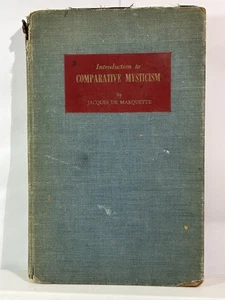 Introduction to
COMPARATIVE MYSTICISM
by
JACQUES DE MARQUETTE